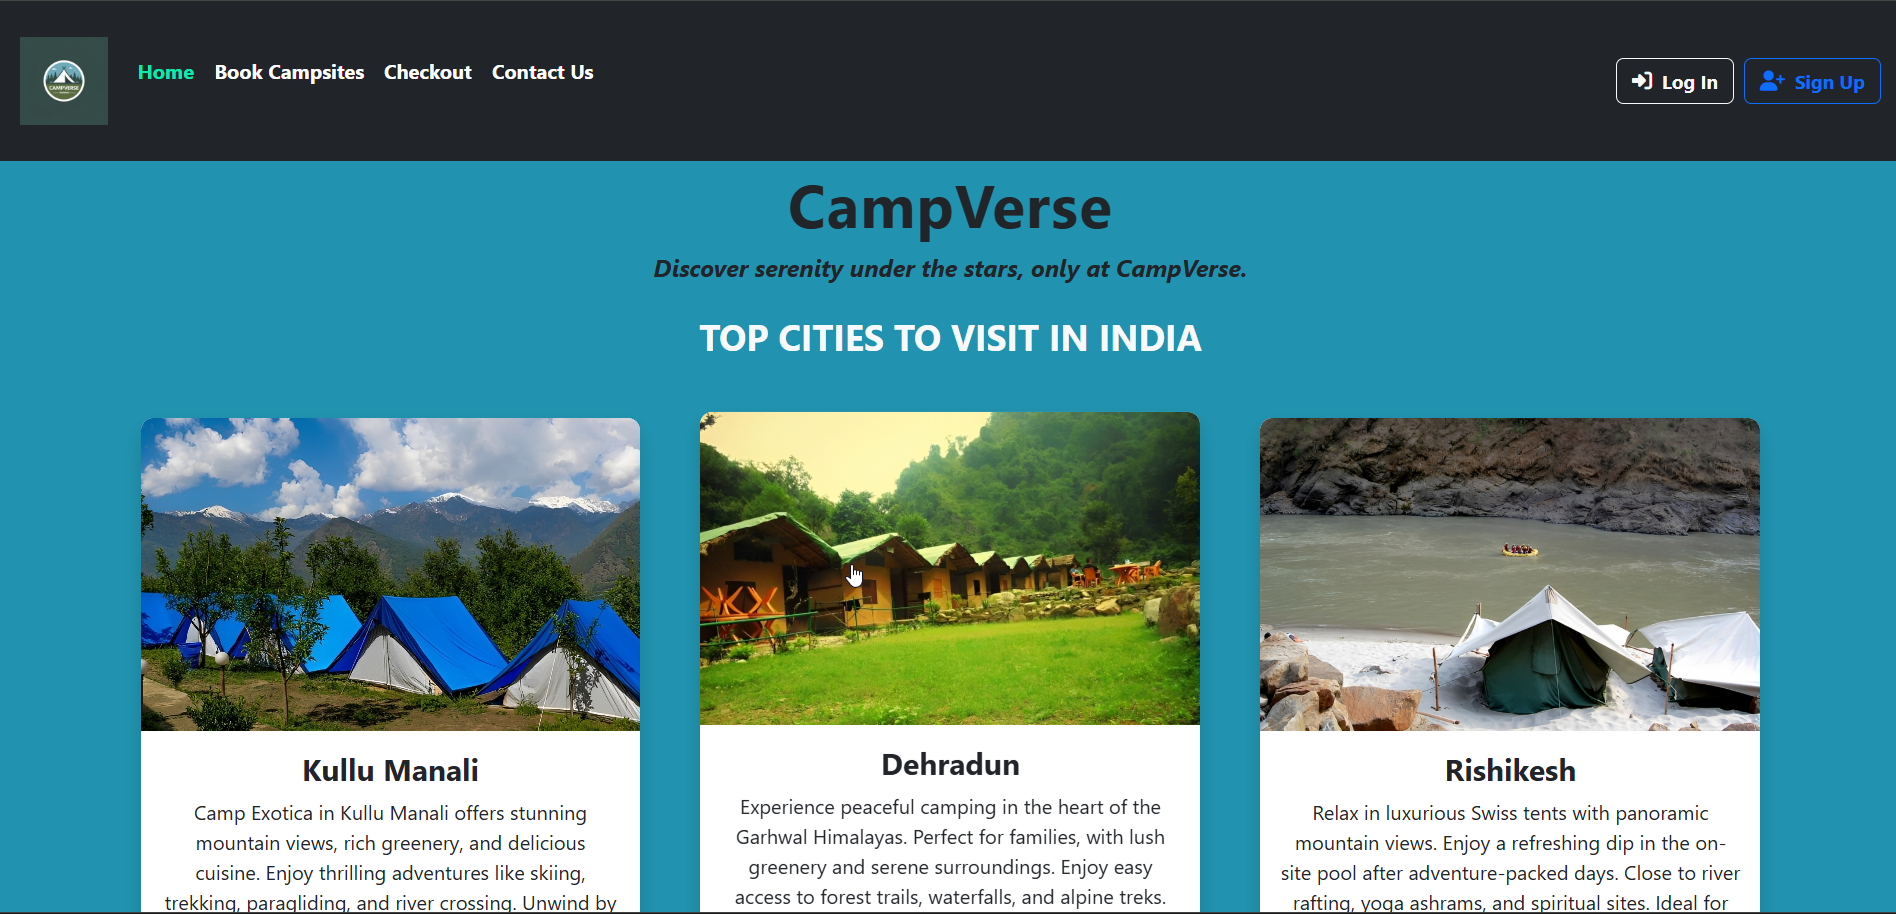 CAMPVERSE
Home Book Campsites Checkout Contact Us
Log In Sign Up
CampVerse
Discover serenity under the stars, only at CampVerse.
TOP CITIES TO VISIT IN INDIA
Kullu Manali
Camp Exotica in Kullu Manali offers stunning
mountain views, rich greenery, and delicious
cuisine. Enjoy thrilling adventures like skiing,
trekking, paragliding, and river crossing. Unwind by
Dehradun
Experience peaceful camping in the heart of the
Garhwal Himalayas. Perfect for families, with lush
greenery and serene surroundings. Enjoy easy
access to forest trails, waterfalls, and alpine treks.
Rishikesh
Relax in luxurious Swiss tents with panoramic
mountain views. Enjoy a refreshing dip in the on-
site pool after adventure-packed days. Close to river
rafting, yoga ashrams, and spiritual sites. Ideal for